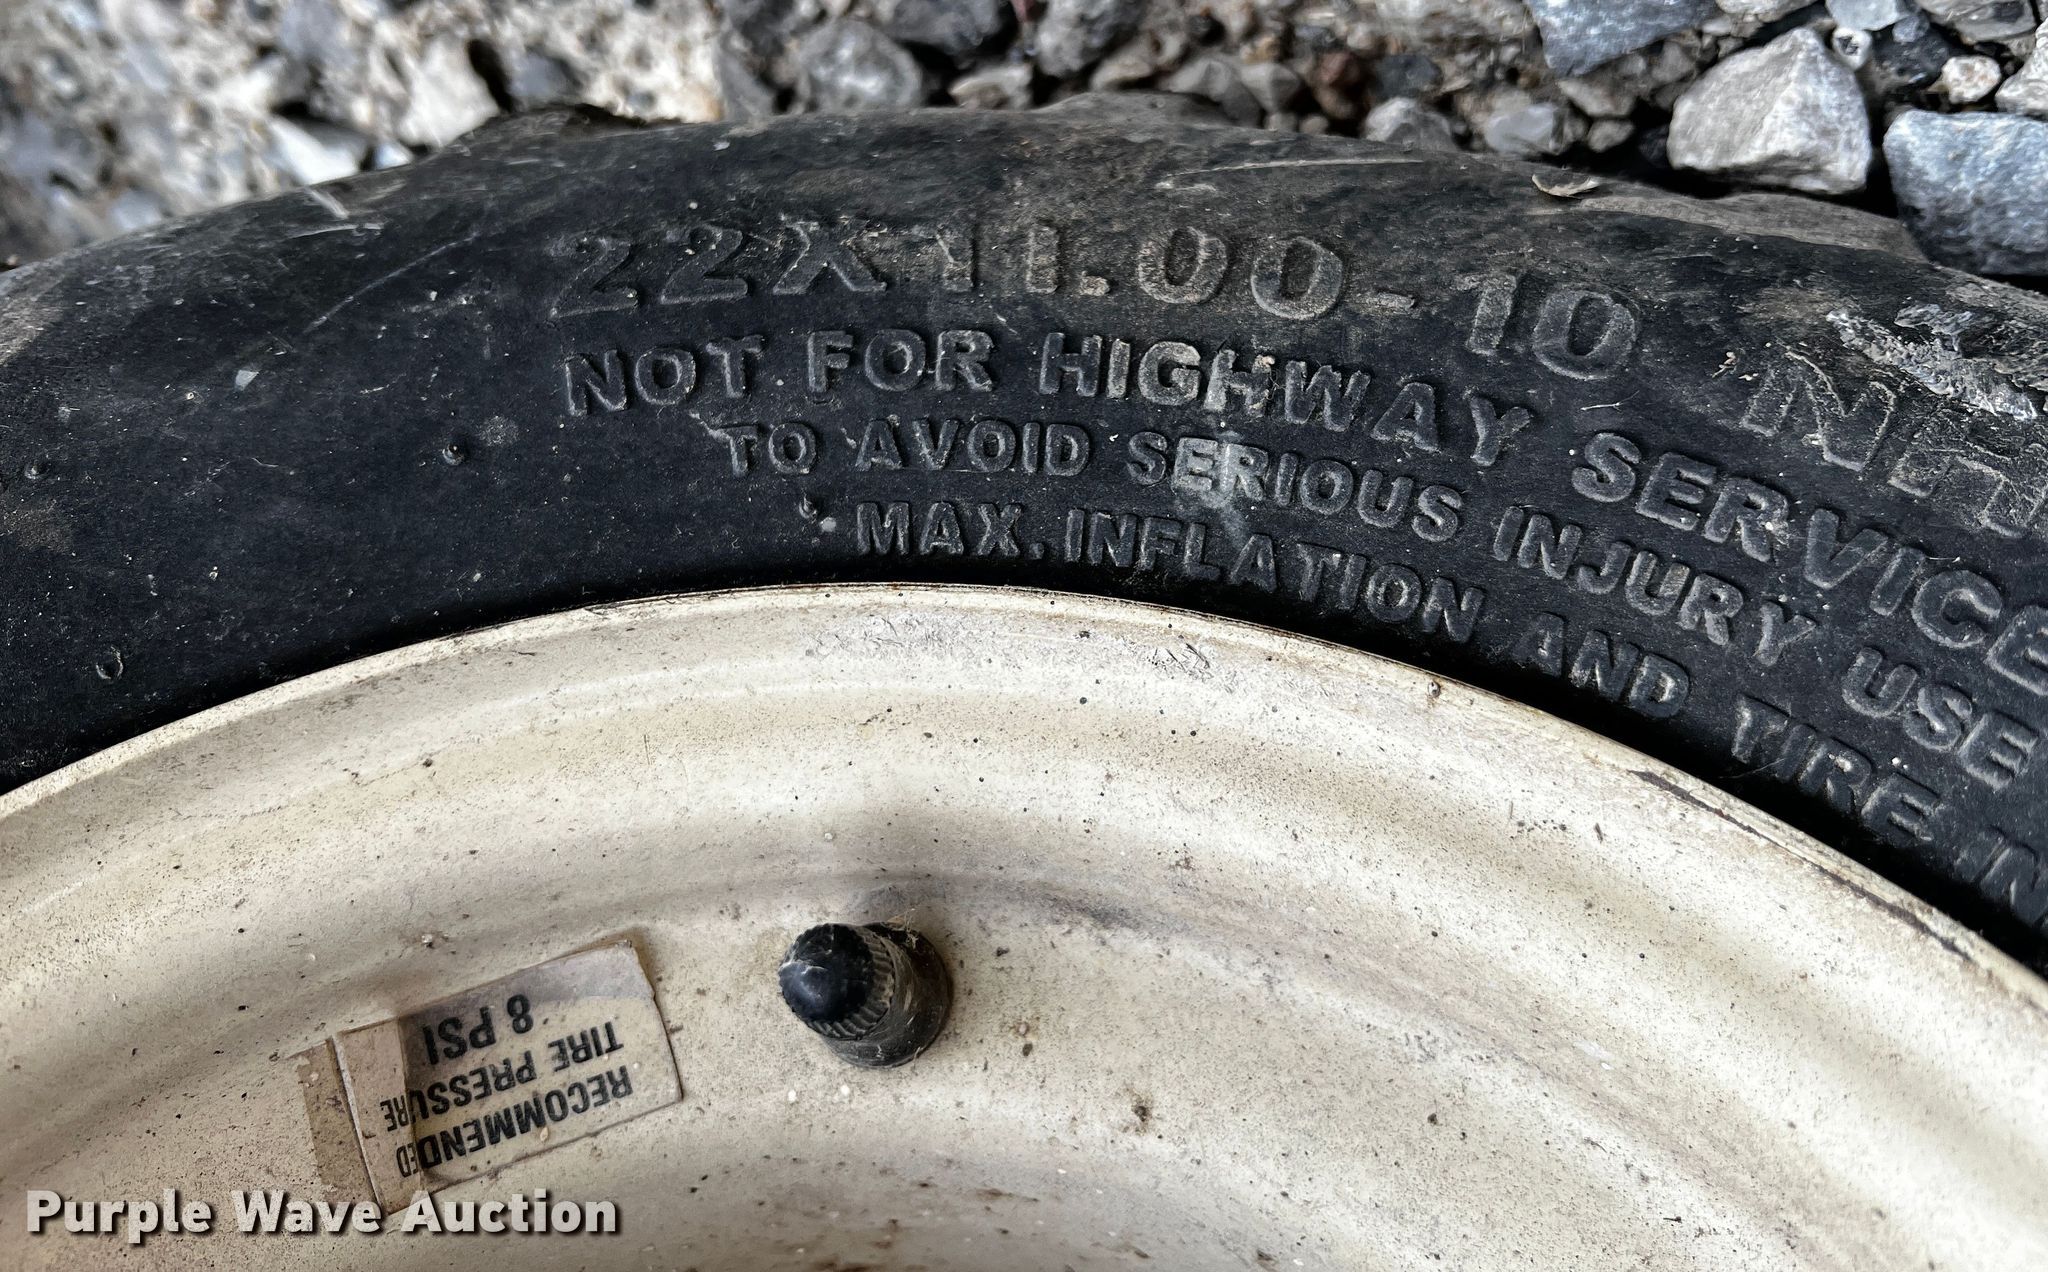 22X11.00-10 NHS
NOT FOR HIGHWAY SERVICE
TO AVOID SERIOUS INJURY USE
MAX. INFLATION AND TIRE
RECOMMENDED
TIRE PRESSURE
8 PSI
Purple Wave Auction